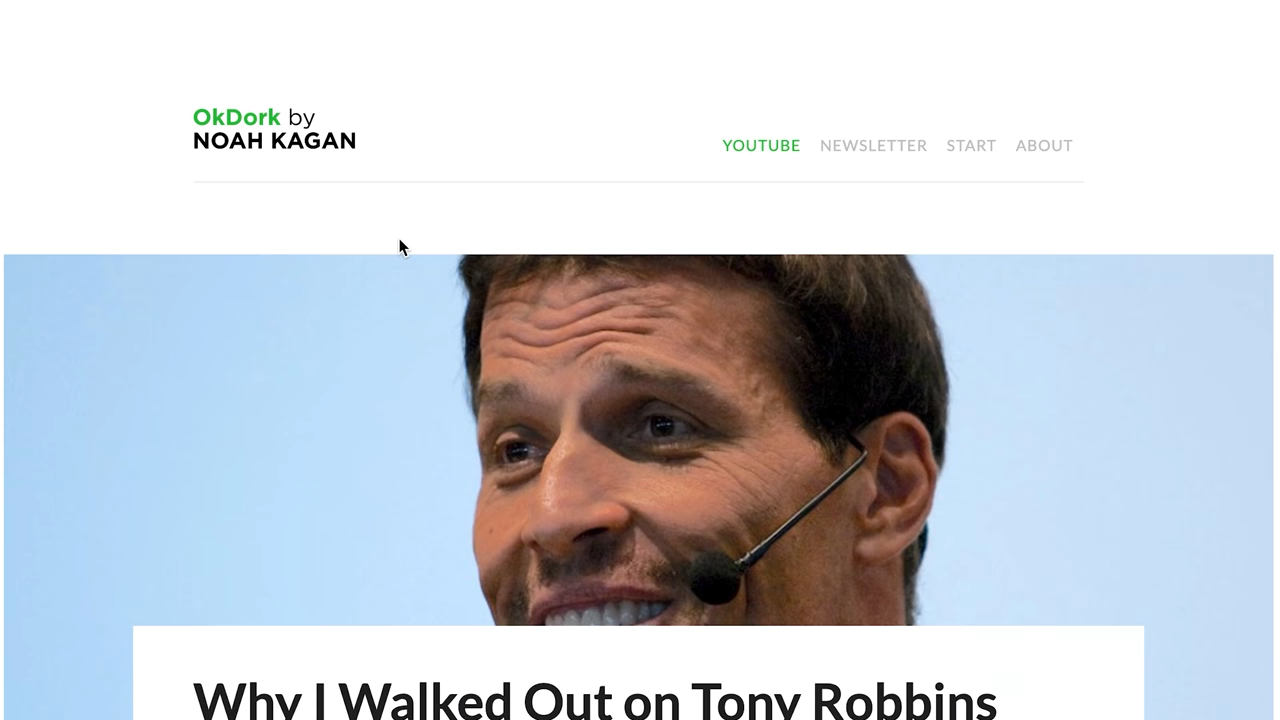 OkDork by
NOAH KAGAN
YOUTUBE NEWSLETTER START ABOUT
Why I Walked Out on Tony Robbins